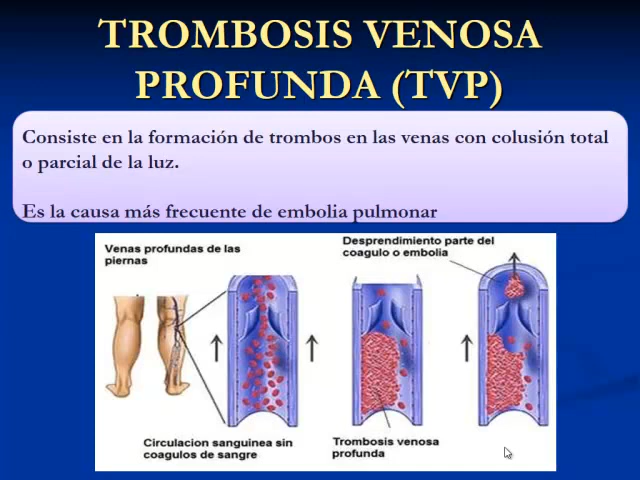 TROMBOSIS VENOSA
PROFUNDA (TVP)
Consiste en la formación de trombos en las venas con colusión total
o parcial de la luz.
Es la causa más frecuente de embolia pulmonar
Venas profundas de las
piernas
Desprendimiento parte del
coagulo o embolia
Circulacion sanguinea sin
coagulos de sangre
Trombosis venosa
profunda